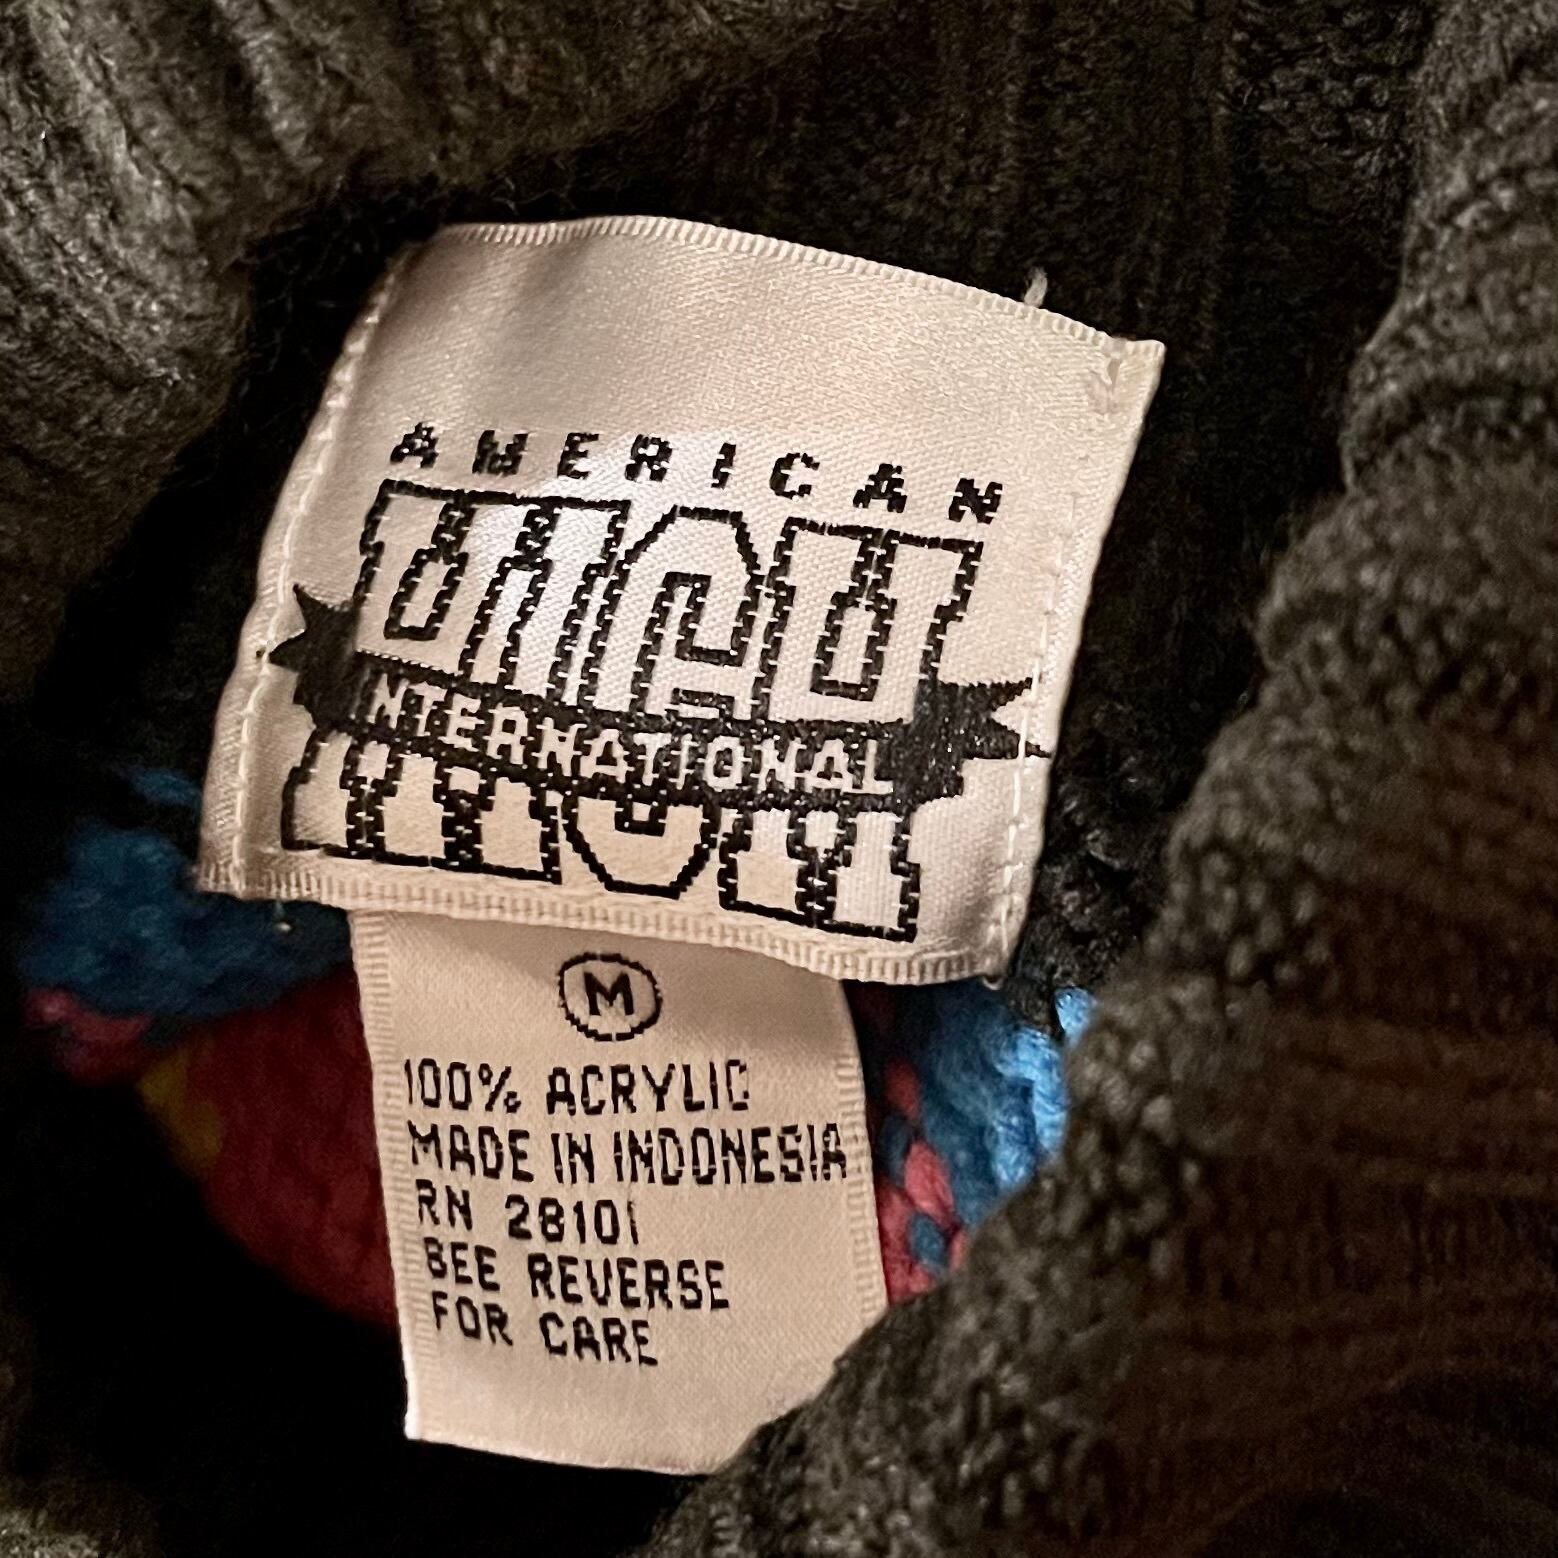 AMERICAN
INTERNATIONAL
M
100% ACRYLIC
MADE IN INDONESIA
RN 28101
SEE REVERSE
FOR CARE